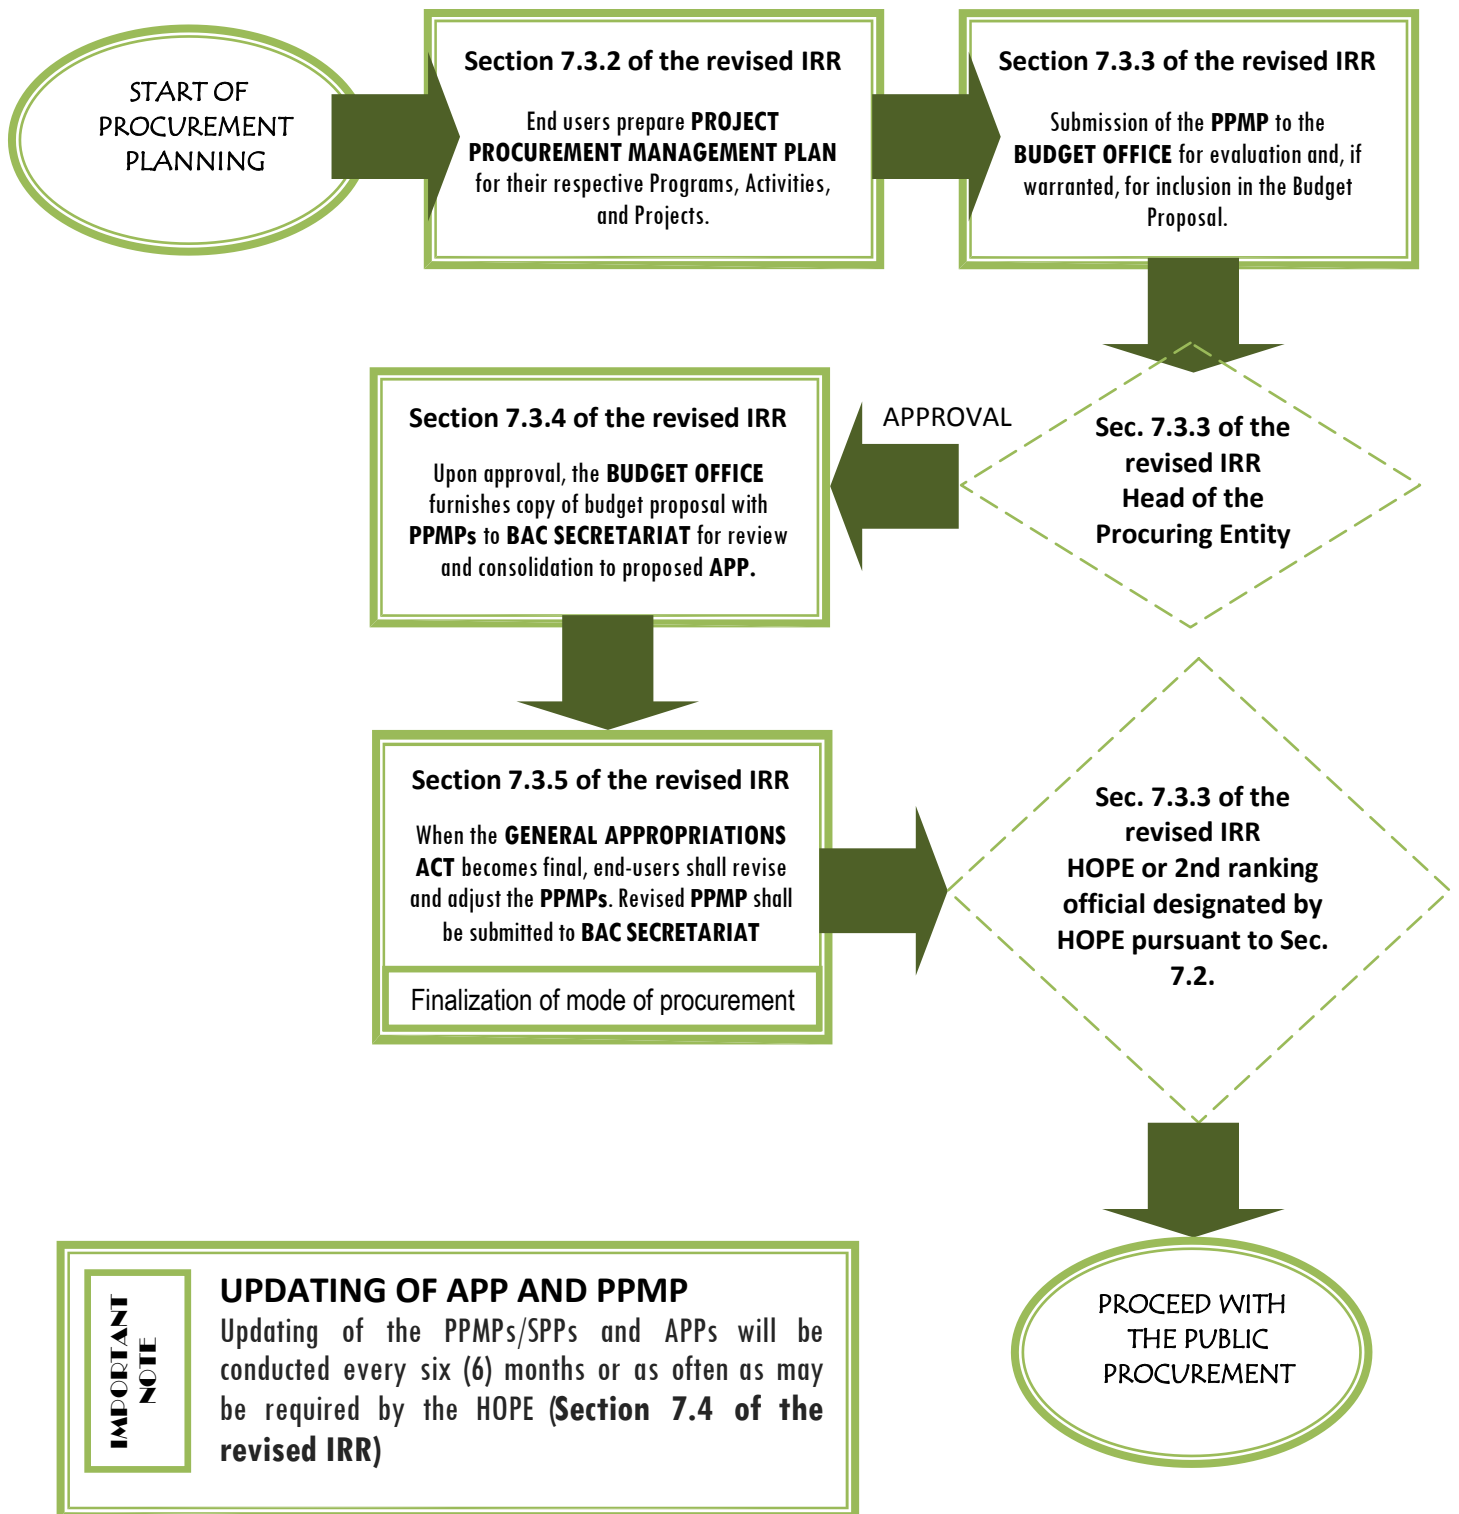 START OF
PROCUREMENT
PLANNING
Section 7.3.2 of the revised IRR
End users prepare PROJECT
PROCUREMENT MANAGEMENT PLAN
for their respective Programs, Activities,
and Projects.
Section 7.3.3 of the revised IRR
Submission of the PPMP to the
BUDGET OFFICE for evaluation and, if
warranted, for inclusion in the Budget
Proposal.
Sec. 7.3.3 of the
revised IRR
Head of the
Procuring Entity
APPROVAL
Section 7.3.4 of the revised IRR
Upon approval, the BUDGET OFFICE
furnishes copy of budget proposal with
PPMPs to BAC SECRETARIAT for review
and consolidation to proposed APP.
Section 7.3.5 of the revised IRR
When the GENERAL APPROPRIATIONS
ACT becomes final, end-users shall revise
and adjust the PPMPs. Revised PPMP shall
be submitted to BAC SECRETARIAT
Finalization of mode of procurement
Sec. 7.3.3 of the
revised IRR
HOPE or 2nd ranking
official designated by
HOPE pursuant to Sec.
7.2.
PROCEED WITH
THE PUBLIC
PROCUREMENT
IMPORTANT
NOTE
UPDATING OF APP AND PPMP
Updating of the PPMPs/SPPs and APPs will be
conducted every six (6) months or as often as may
be required by the HOPE (Section 7.4 of the
revised IRR)